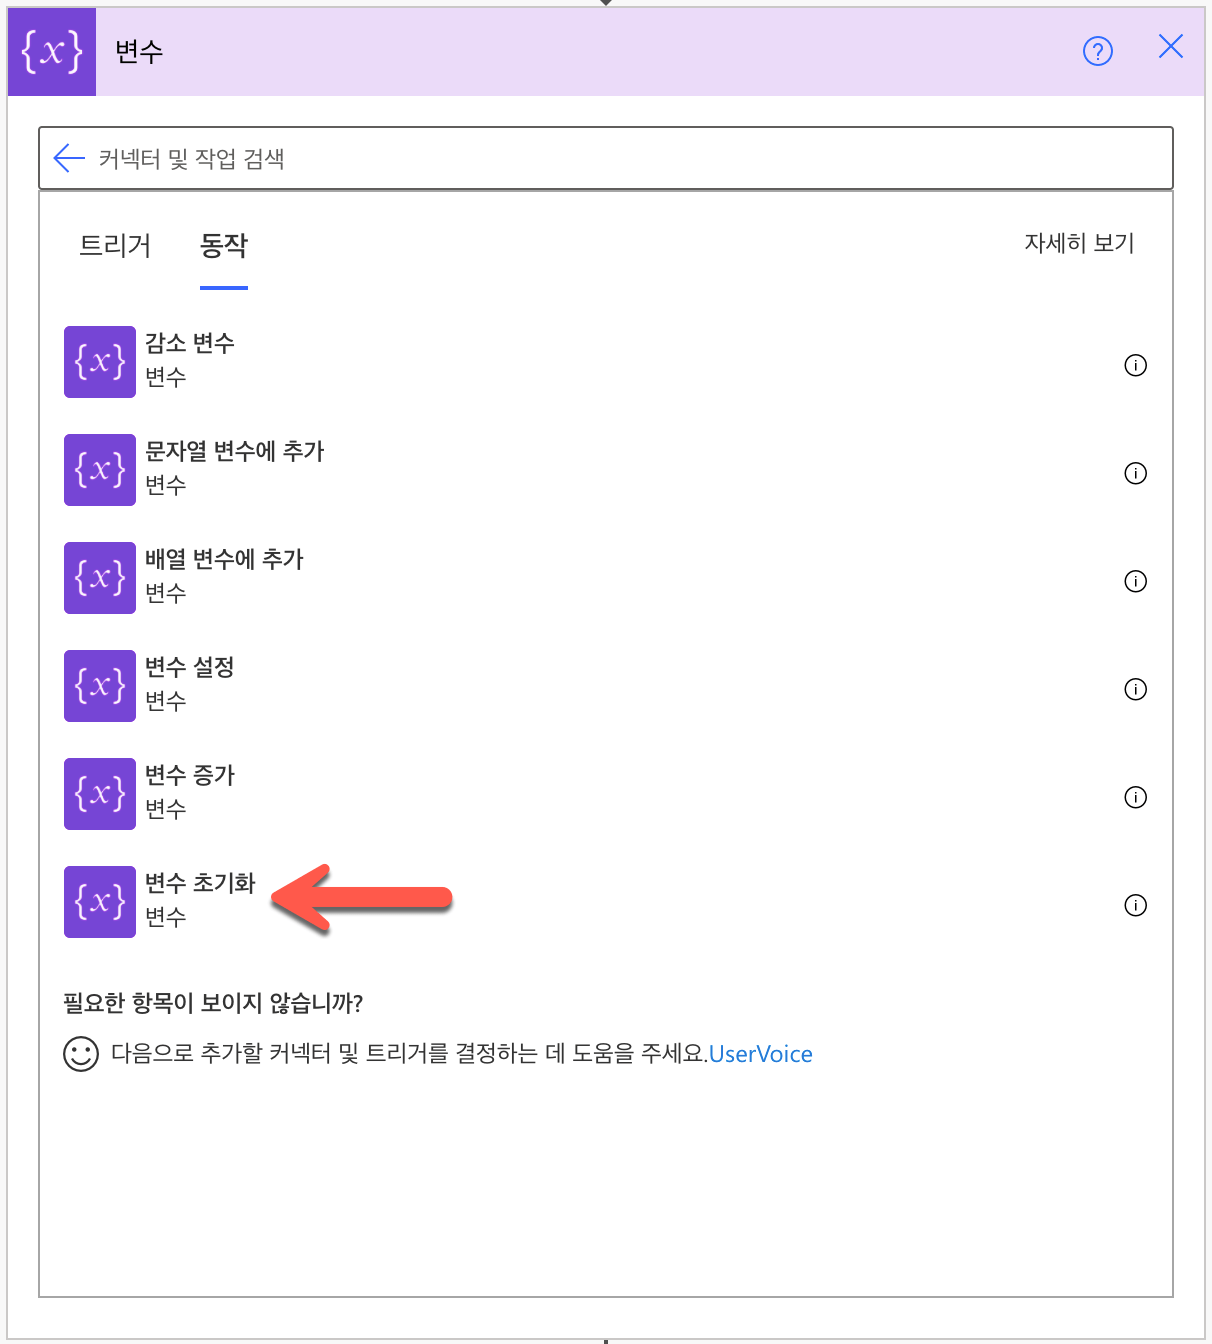 {x} 변수
커넥터 및 작업 검색
트리거 동작 자세히 보기
{x} 감소 변수
변수
{x} 문자열 변수에 추가
변수
{x} 배열 변수에 추가
변수
{x} 변수 설정
변수
{x} 변수 증가
변수
{x} 변수 초기화
변수
필요한 항목이 보이지 않습니까?
다음으로 추가할 커넥터 및 트리거를 결정하는 데 도움을 주세요.UserVoice